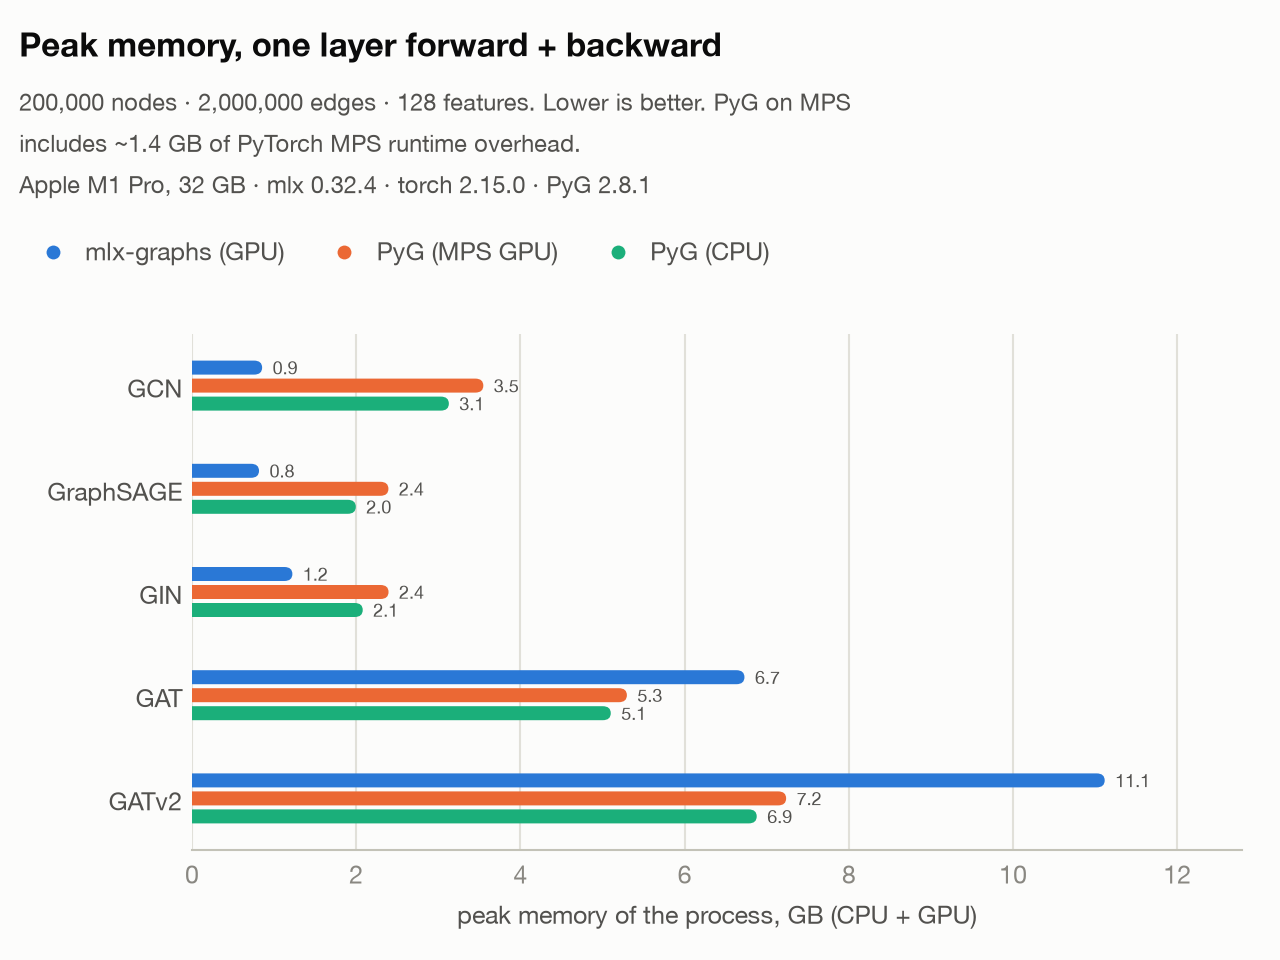 Peak memory, one layer forward + backward
200,000 nodes · 2,000,000 edges · 128 features. Lower is better. PyG on MPS
includes ~1.4 GB of PyTorch MPS runtime overhead.
Apple M1 Pro, 32 GB · mlx 0.32.4 · torch 2.15.0 · PyG 2.8.1
mlx-graphs (GPU) PyG (MPS GPU) PyG (CPU)
0.9
GCN 3.5
3.1
0.8
GraphSAGE 2.4
2.0
1.2
GIN 2.4
2.1
6.7
GAT 5.3
5.1
11.1
GATv2 7.2
6.9
0 2 4 6 8 10 12
peak memory of the process, GB (CPU + GPU)